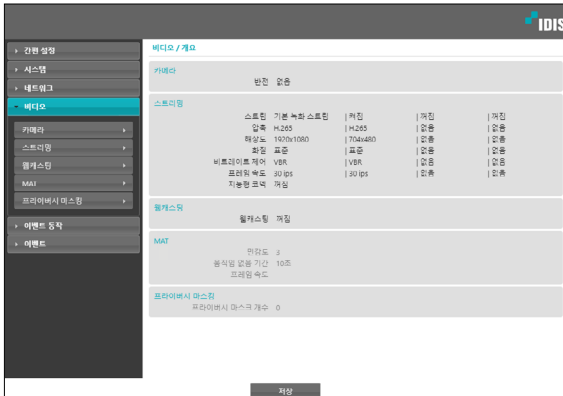 IDIS
간편 설정
시스템
네트워크
비디오
카메라
스트리밍
웹캐스팅
MAT
프라이버시 마스킹
이벤트 동작
이벤트
비디오 / 개요
카메라
반전 없음
스트리밍
스트림 기본 녹화 스트림 | 켜진 | 꺼진 | 꺼진
압축 H.265 | H.265 | 없음 | 없음
해상도 1920x1080 | 704x480 | 없음 | 없음
화질 표준 | 표준 | 없음 | 없음
비트레이트 제어 VBR | VBR | 없음 | 없음
프레임 속도 30 ips | 30 ips | 없음 | 없음
지능형 코덱 꺼짐
웹캐스팅
웹캐스팅 꺼짐
MAT
민감도 3
움직임 없음 기간 10초
프레임 속도
프라이버시 마스킹
프라이버시 마스크 개수 0
저장